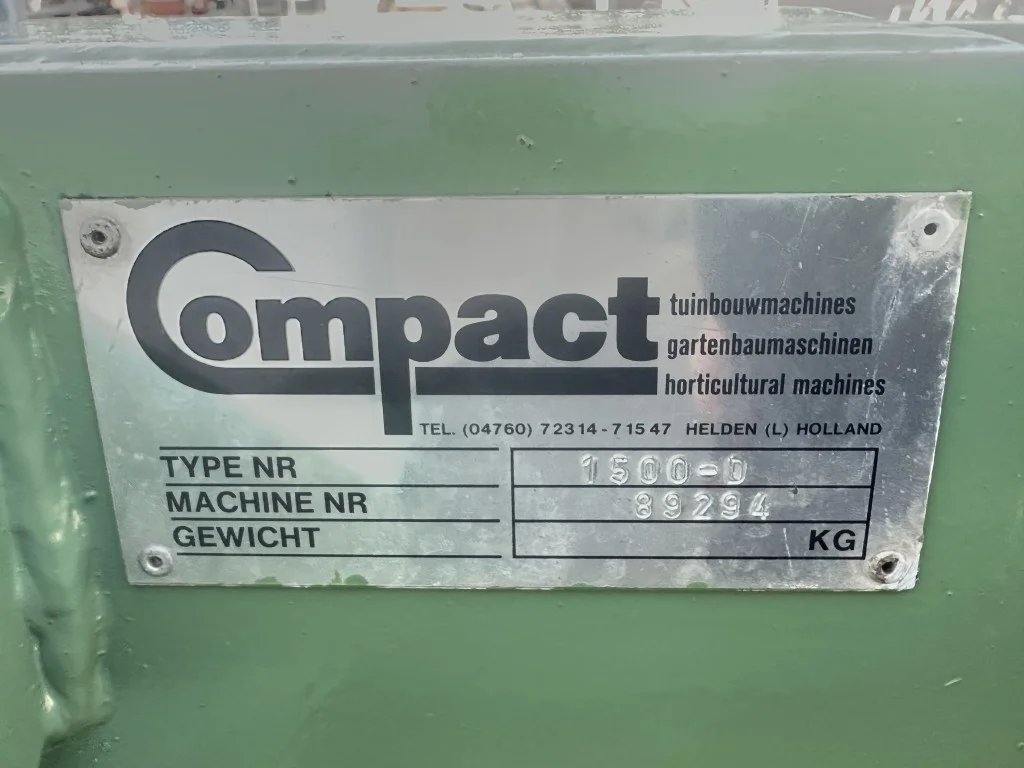 Compact
tuinbouwmachines
gartenbaumaschinen
horticultural machines
TEL. (04760) 72314-71547 HELDEN (L) HOLLAND
TYPE NR 1500-D
MACHINE NR 89294
GEWICHT KG